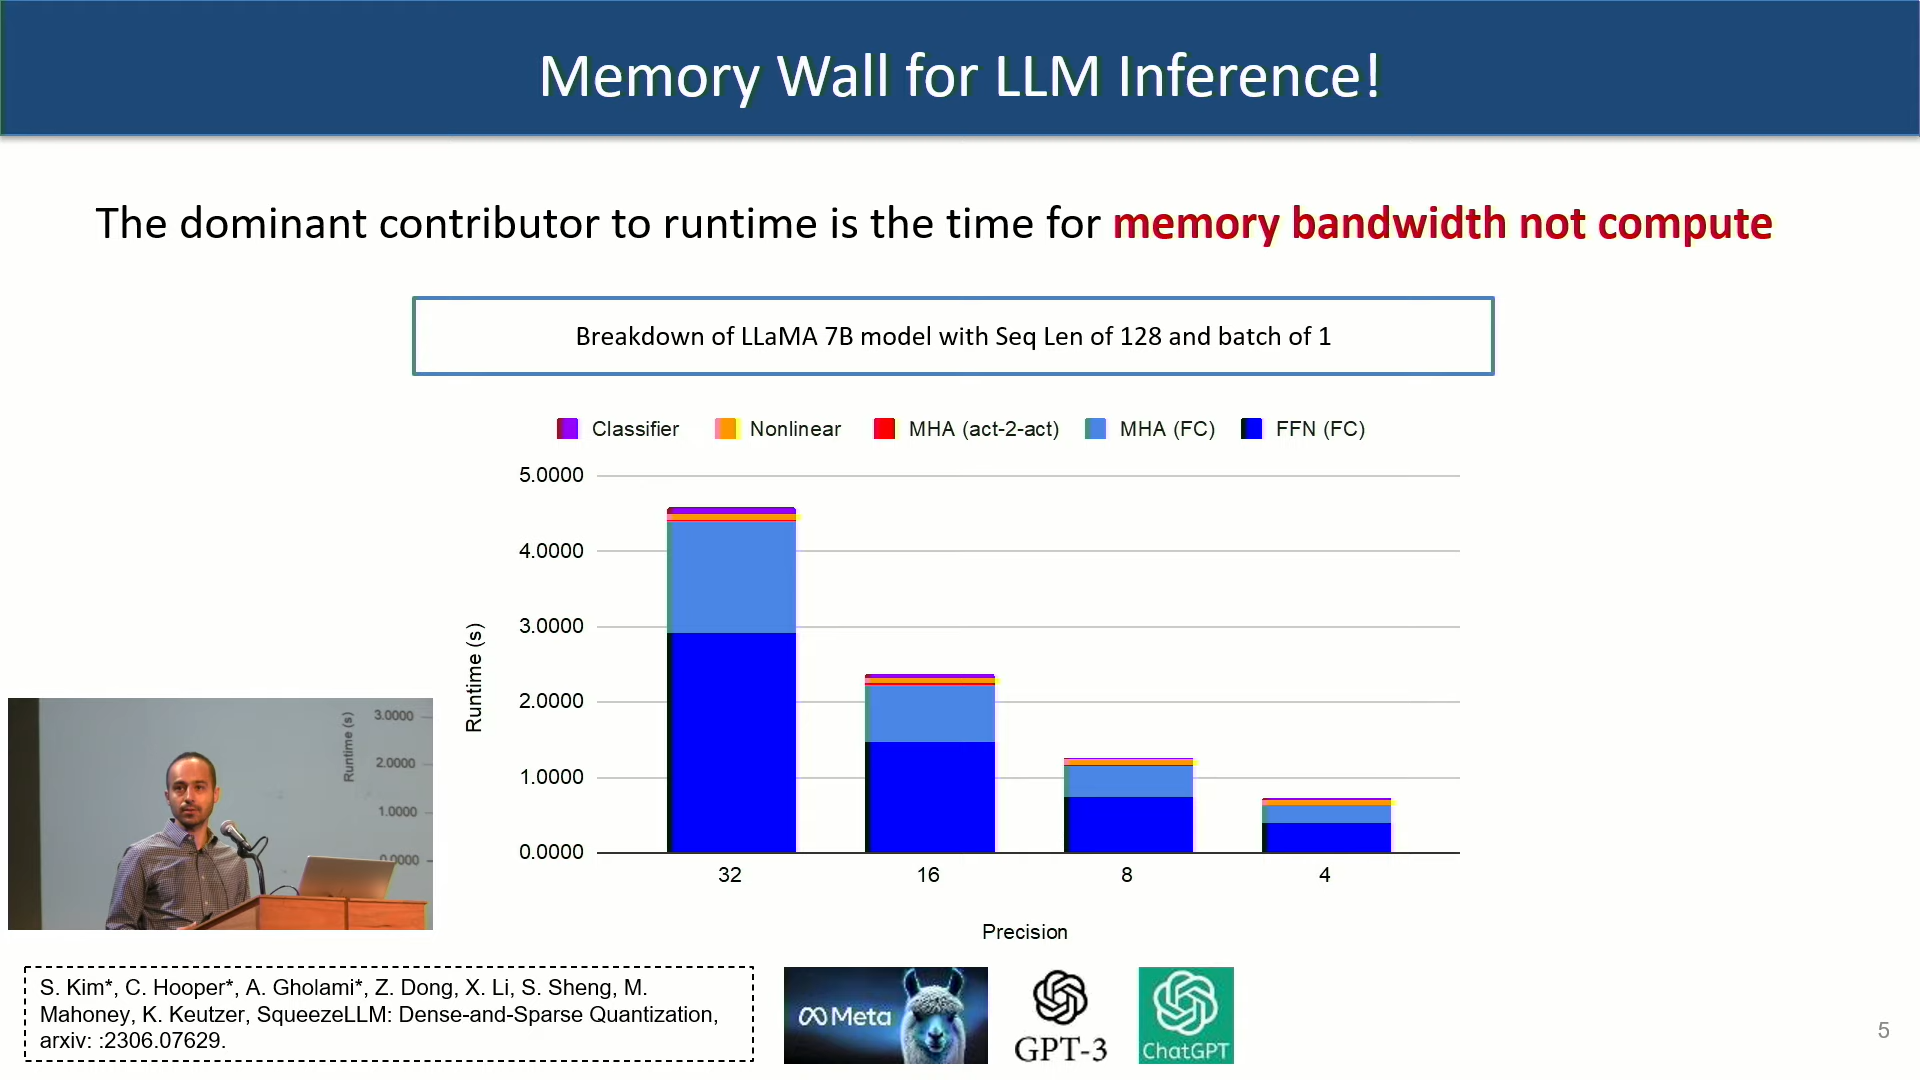 Memory Wall for LLM Inference!
The dominant contributor to runtime is the time for memory bandwidth not compute
Breakdown of LLaMA 7B model with Seq Len of 128 and batch of 1
Classifier Nonlinear MHA (act-2-act) MHA (FC) FFN (FC)
5.0000
4.0000
3.0000
2.0000
1.0000
0.0000
Runtime (s)
32 16 8 4
Precision
Runtime (s)
3.0000
2.0000
1.0000
0.0000
S. Kim*, C. Hooper*, A. Gholami*, Z. Dong, X. Li, S. Sheng, M.
Mahoney, K. Keutzer, SqueezeLLM: Dense-and-Sparse Quantization,
arxiv: :2306.07629.
Meta
GPT-3
ChatGPT
5